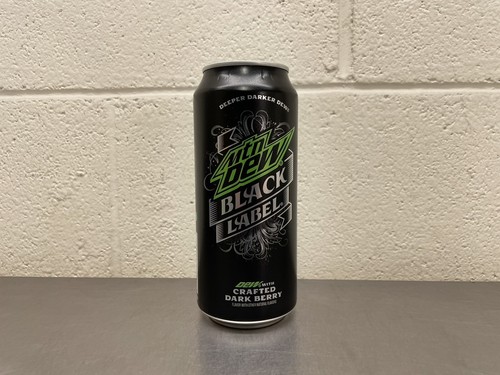 DEEPER DARKER DEW
mtn
DEW
BLACK
LABEL
DEW WITH
CRAFTED
DARK BERRY